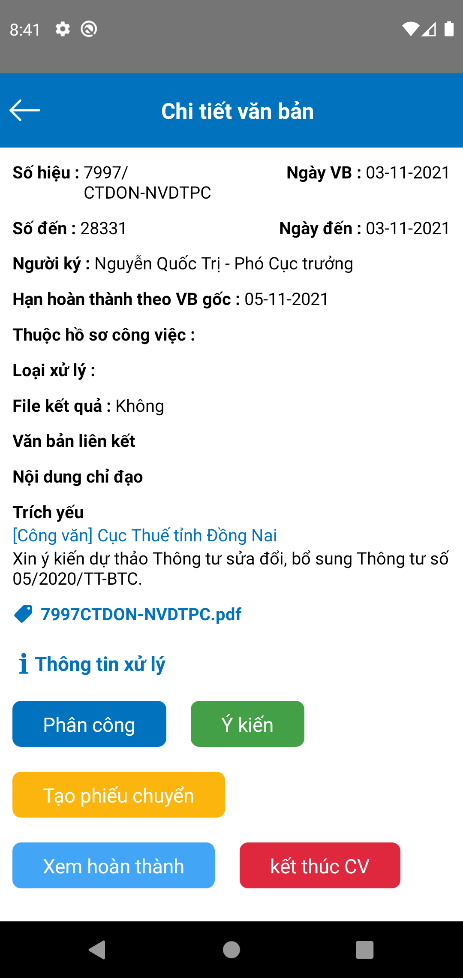 8:41
Chi tiết văn bản
Số hiệu : 7997/ Ngày VB : 03-11-2021
CTDON-NVDTPC
Số đến : 28331 Ngày đến : 03-11-2021
Người ký : Nguyễn Quốc Trị - Phó Cục trưởng
Hạn hoàn thành theo VB gốc : 05-11-2021
Thuộc hồ sơ công việc :
Loại xử lý :
File kết quả : Không
Văn bản liên kết
Nội dung chỉ đạo
Trích yếu
[Công văn] Cục Thuế tỉnh Đồng Nai
Xin ý kiến dự thảo Thông tư sửa đổi, bổ sung Thông tư số
05/2020/TT-BTC.
7997CTDON-NVDTPC.pdf
Thông tin xử lý
Phân công Ý kiến
Tạo phiếu chuyển
Xem hoàn thành kết thúc CV